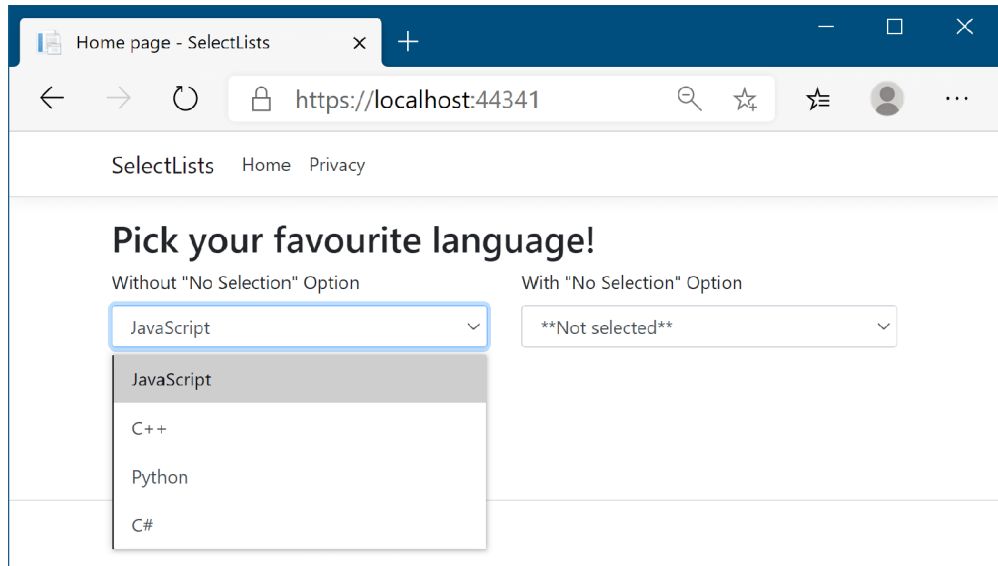 Home page - SelectLists
https://localhost:44341
SelectLists Home Privacy
Pick your favourite language!
Without "No Selection" Option
With "No Selection" Option
JavaScript
**Not selected**
JavaScript
C++
Python
C#